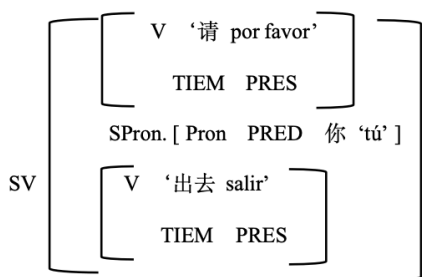 V ‘请 por favor’
TIEM PRES
SPron. [ Pron PRED 你 ‘tú’ ]
SV
V ‘出去 salir’
TIEM PRES